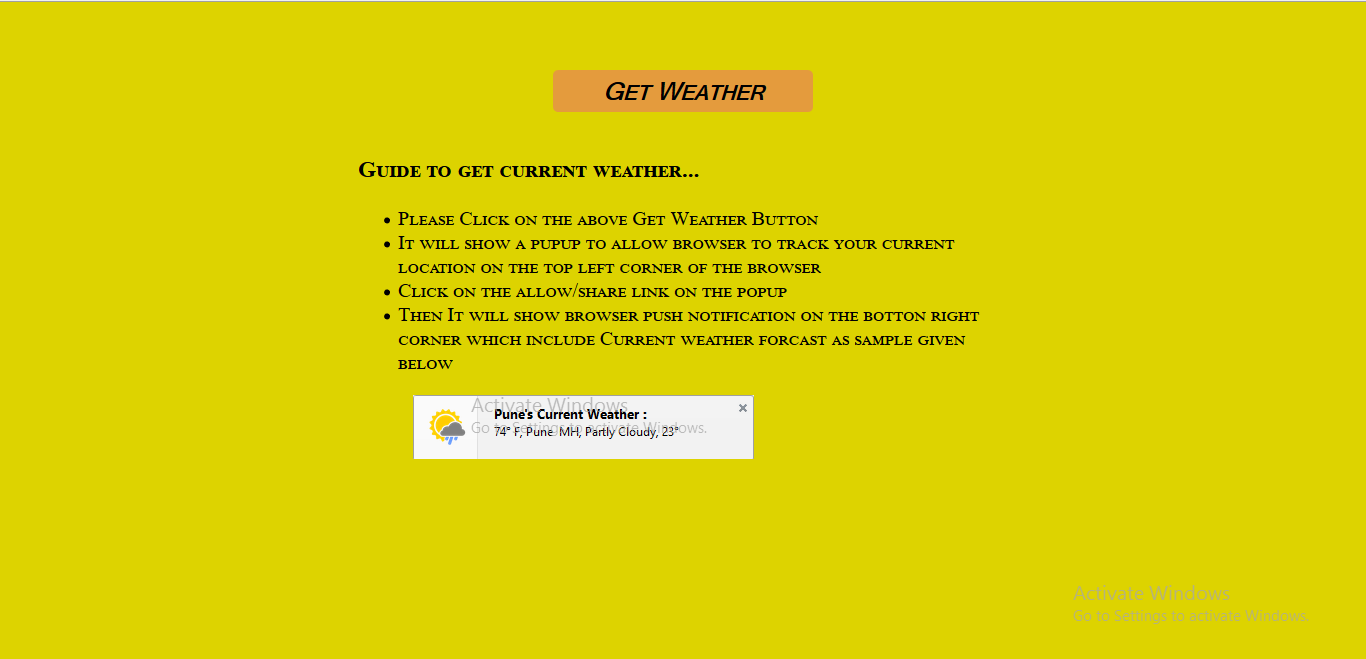 Get Weather
Guide to get current weather...
Please Click on the above Get Weather Button
It will show a pupup to allow browser to track your current
location on the top left corner of the browser
Click on the allow/share link on the popup
Then It will show browser push notification on the botton right
corner which include Current weather forcast as sample given
below
Activate Windows
Pune's Current Weather :
Go to Settings to activate Windows.
74° F, Pune MH, Partly Cloudy, 23°
Activate Windows
Go to Settings to activate Windows.